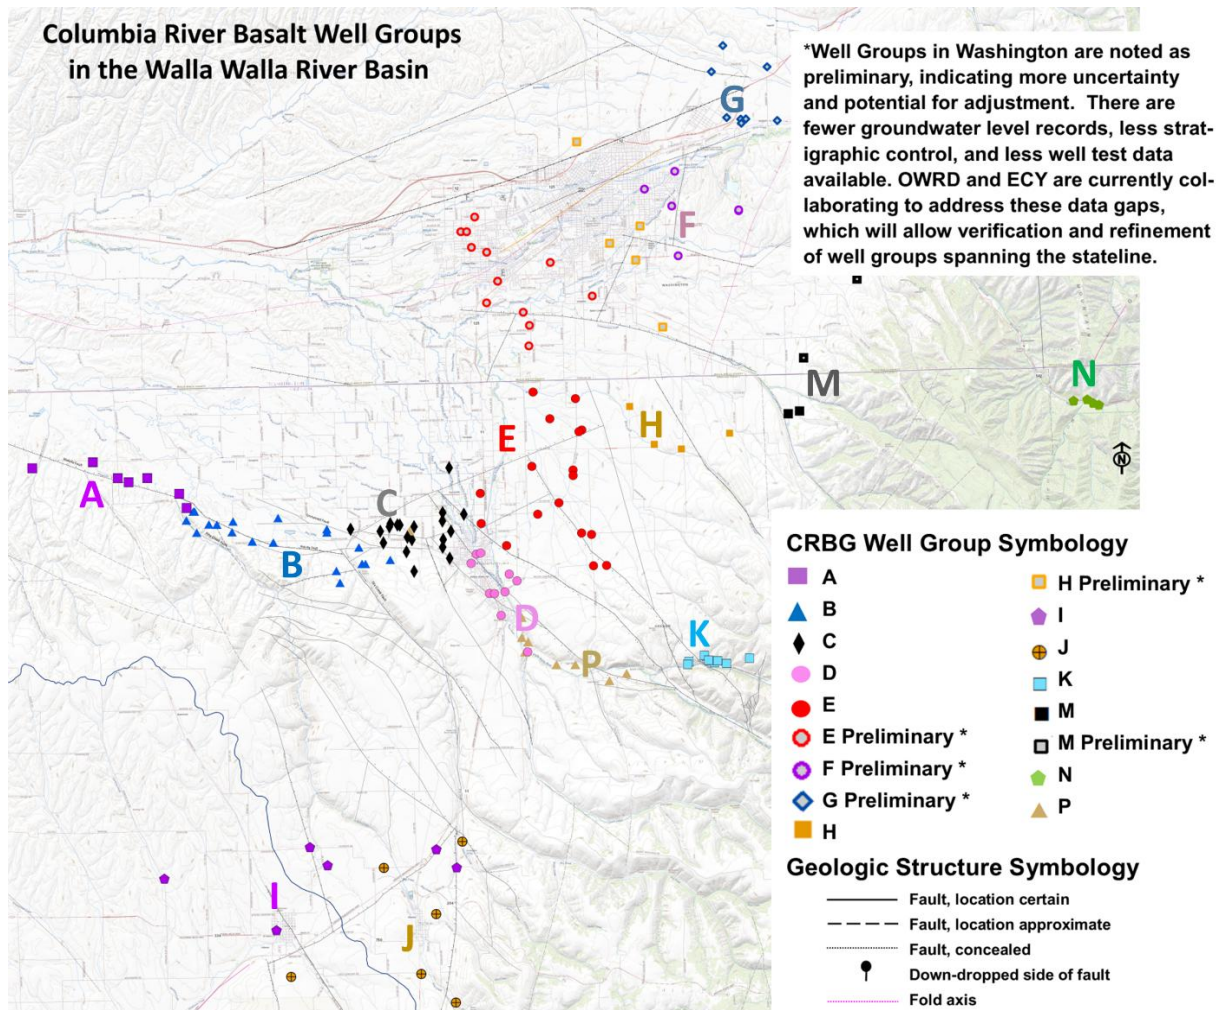 Columbia River Basalt Well Groups
in the Walla Walla River Basin
*Well Groups in Washington are noted as
preliminary, indicating more uncertainty
and potential for adjustment. There are
fewer groundwater level records, less strat-
igraphic control, and less well test data
available. OWRD and ECY are currently col-
laborating to address these data gaps,
which will allow verification and refinement
of well groups spanning the stateline.
G
F
M
N
H
E
A
C
B
D
K
P
I
J
N
CRBG Well Group Symbology
A
B
C
D
E
E Preliminary *
F Preliminary *
G Preliminary *
H
H Preliminary *
I
J
K
M
M Preliminary *
N
P
Geologic Structure Symbology
Fault, location certain
Fault, location approximate
Fault, concealed
Down-dropped side of fault
Fold axis